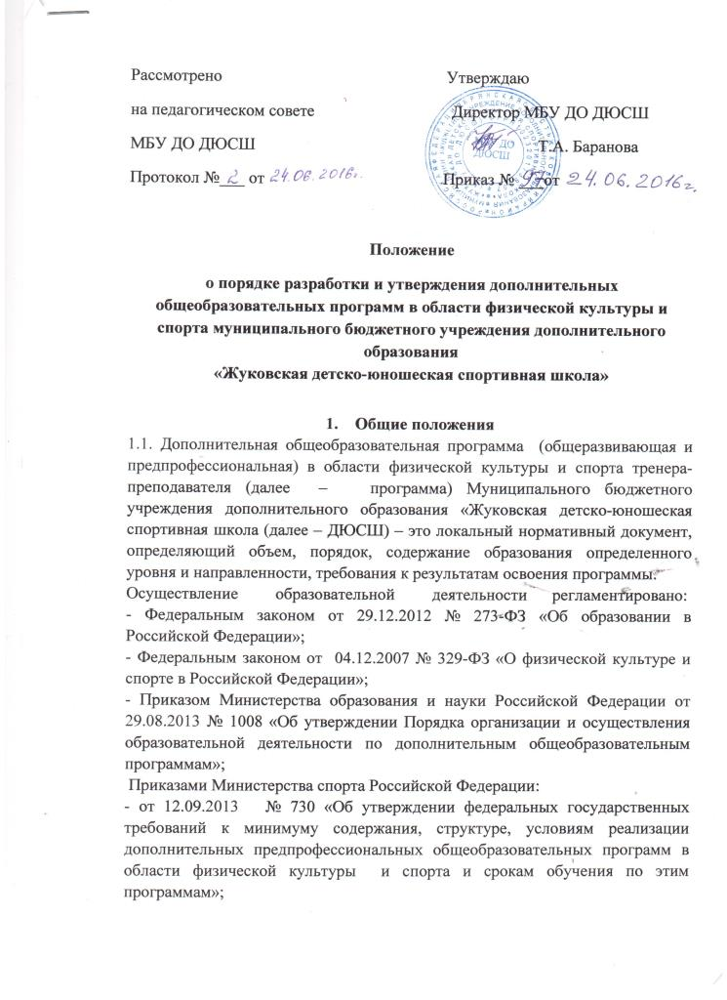 Рассмотрено
на педагогическом совете
МБУ ДО ДЮСШ
Протокол № 2 от 24.06.2016г.
Утверждаю
Директор МБУ ДО ДЮСШ
Т.А. Баранова
Приказ № 97 от 24.06.2016г.
ДО
ДЮСШ
Положение
о порядке разработки и утверждения дополнительных
общеобразовательных программ в области физической культуры и
спорта муниципального бюджетного учреждения дополнительного
образования
«Жуковская детско-юношеская спортивная школа»
1. Общие положения
1.1. Дополнительная общеобразовательная программа (общеразвивающая и
предпрофессиональная) в области физической культуры и спорта тренера-
преподавателя (далее – программа) Муниципального бюджетного
учреждения дополнительного образования «Жуковская детско-юношеская
спортивная школа (далее – ДЮСШ) – это локальный нормативный документ,
определяющий объем, порядок, содержание образования определенного
уровня и направленности, требования к результатам освоения программы.
Осуществление образовательной деятельности регламентировано:
- Федеральным законом от 29.12.2012 № 273-ФЗ «Об образовании в
Российской Федерации»;
- Федеральным законом от 04.12.2007 № 329-ФЗ «О физической культуре и
спорте в Российской Федерации»;
- Приказом Министерства образования и науки Российской Федерации от
29.08.2013 № 1008 «Об утверждении Порядка организации и осуществления
образовательной деятельности по дополнительным общеобразовательным
программам»;
Приказами Министерства спорта Российской Федерации:
- от 12.09.2013 № 730 «Об утверждении федеральных государственных
требований к минимуму содержания, структуре, условиям реализации
дополнительных предпрофессиональных общеобразовательных программ в
области физической культуры и спорта и срокам обучения по этим
программам»;